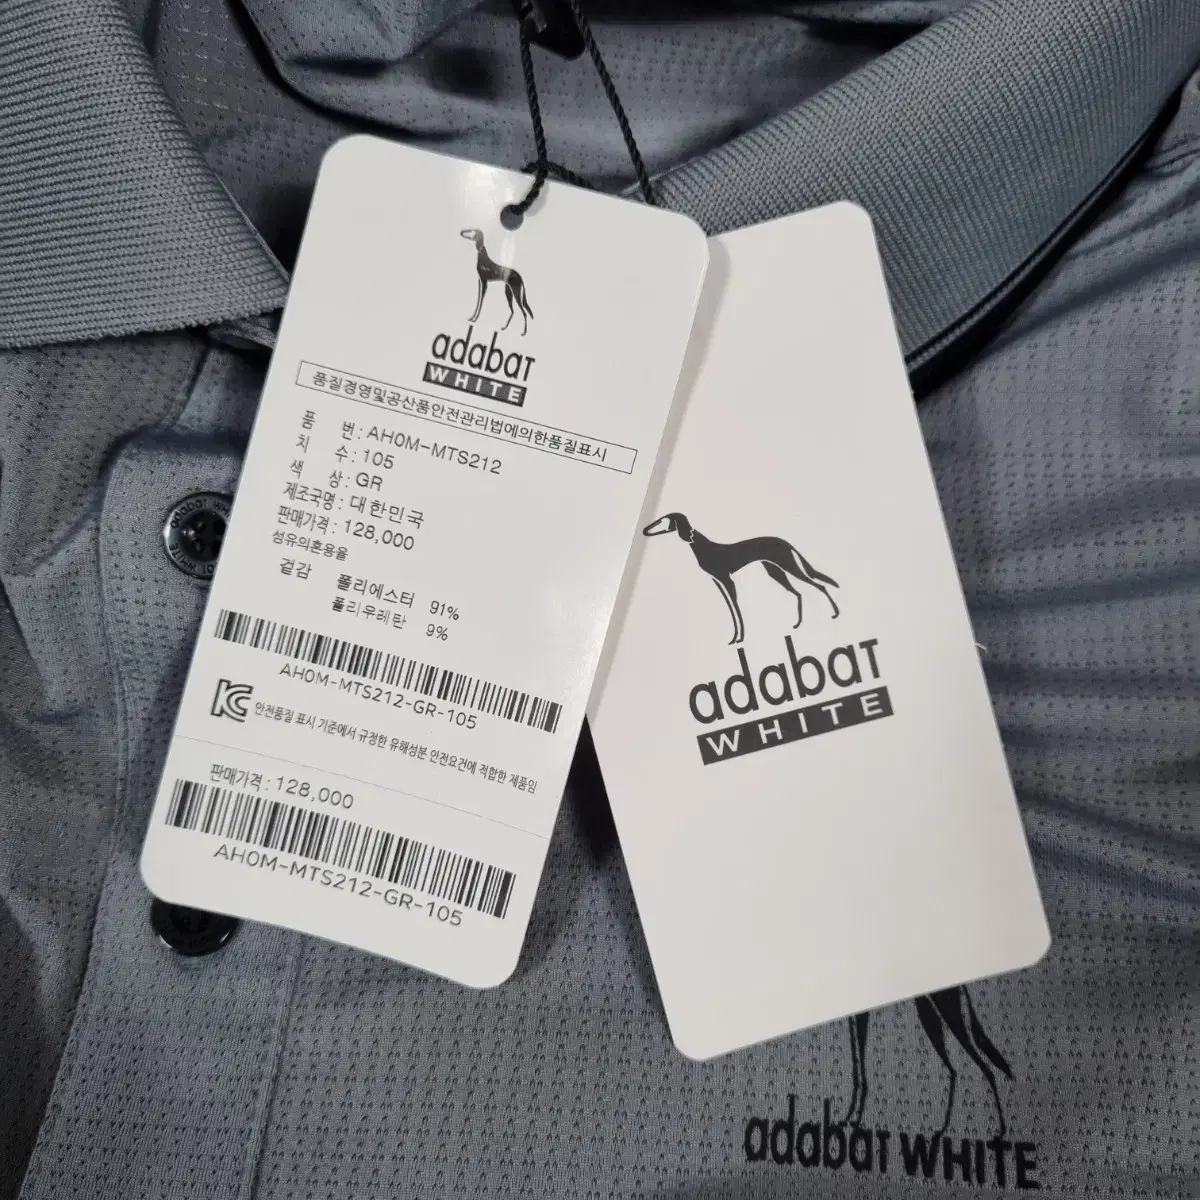 adabat
WHITE
품질경영및공산품안전관리법에의한품질표시
품 번 : AH0M-MTS212
치 수 : 105
색 상 : GR
제조국명 : 대한민국
판매가격 : 128,000
섬유의혼용율
겉감 폴리에스터 91%
폴리우레탄 9%
AH0M-MTS212-GR-105
안전품질 표시 기준에서 규정한 유해성분 안전요건에 적합한 제품임
판매가격 : 128,000
AH0M-MTS212-GR-105
adabat
WHITE
adabat WHITE
adabat
WHITE